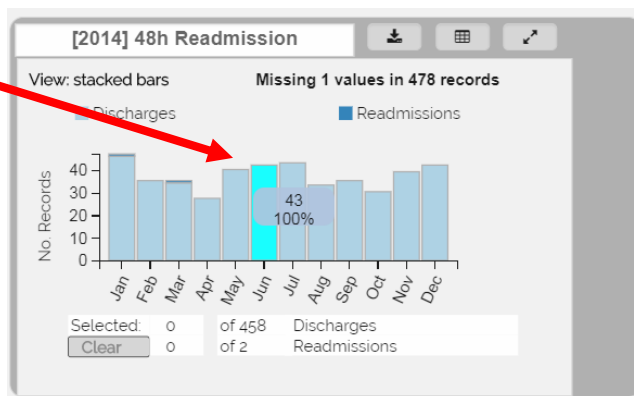 [2014] 48h Readmission
View: stacked bars Missing 1 values in 478 records
Discharges Readmissions
No. Records
40
30
20
10
0
43
100%
Jan Feb Mar Apr May Jun Jul Aug Sep Oct Nov Dec
Selected: 0 of 458 Discharges
Clear 0 of 2 Readmissions